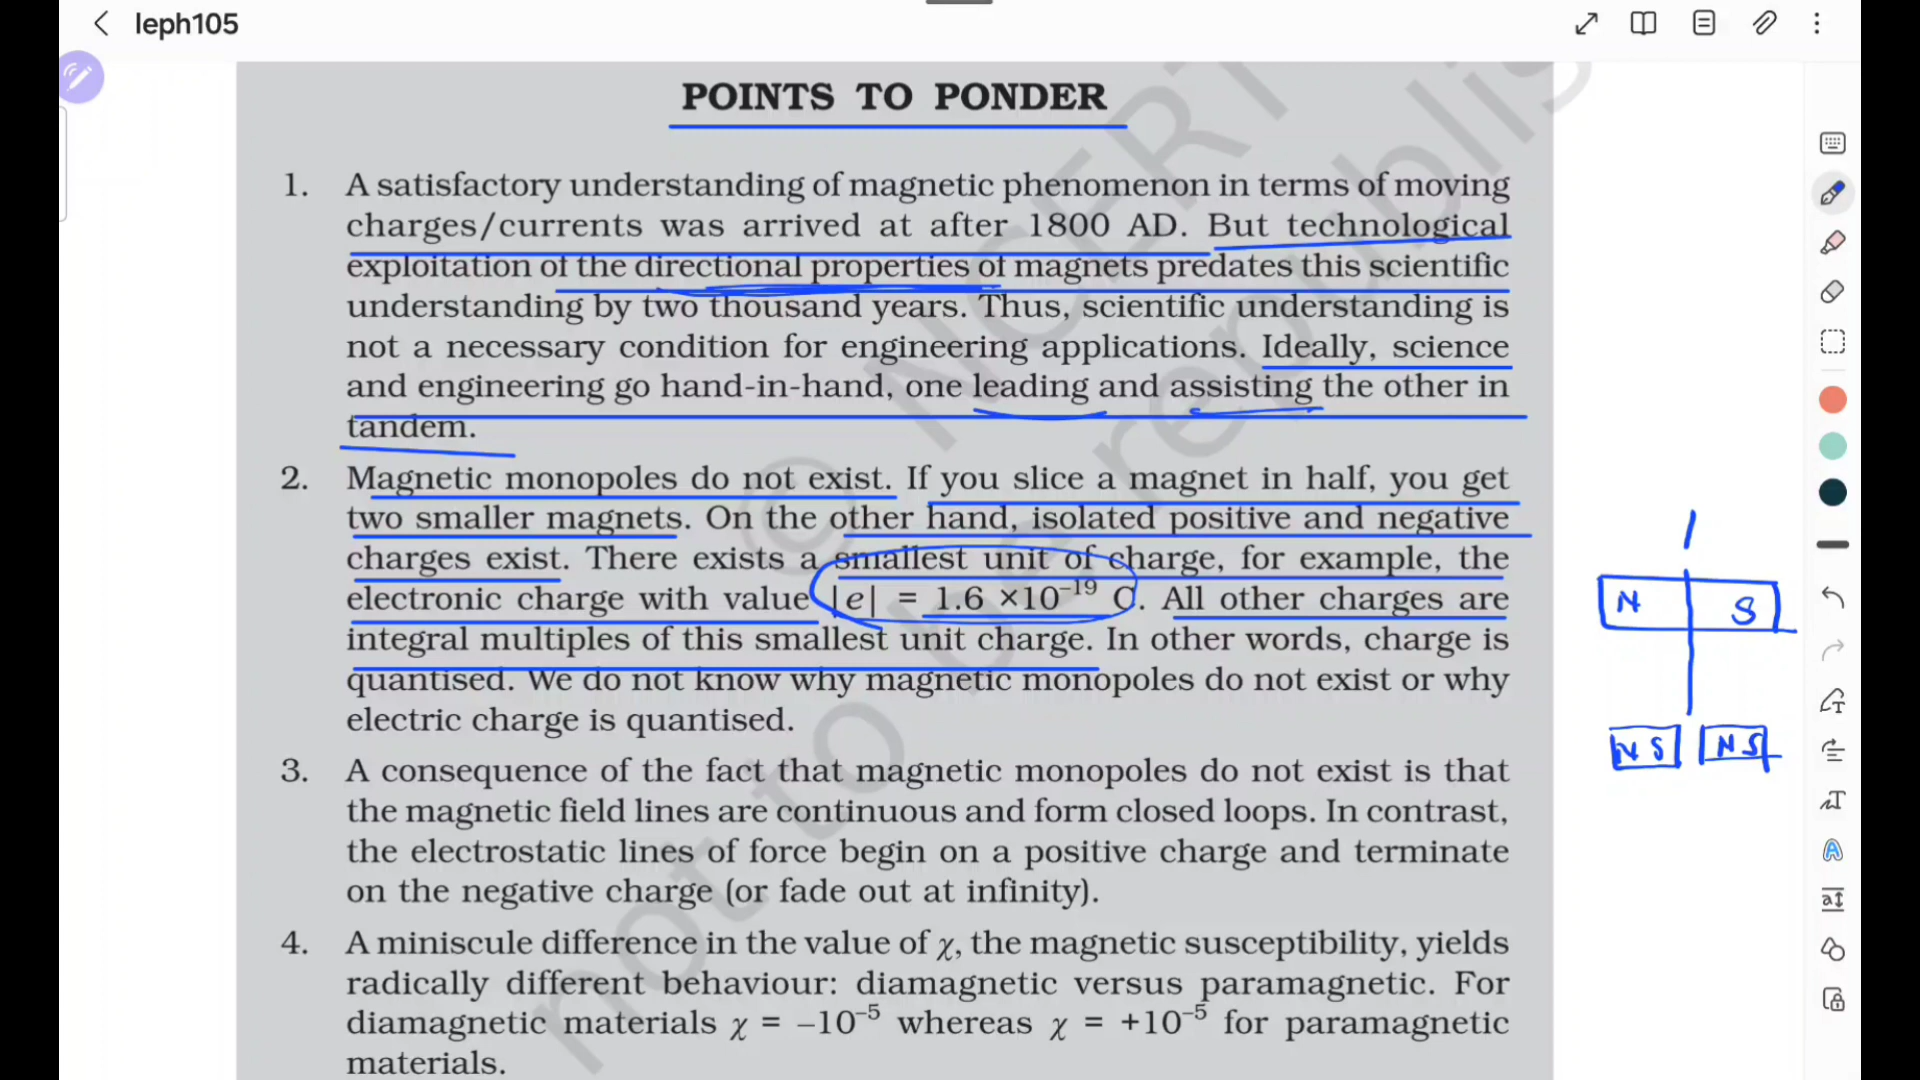 leph105
POINTS TO PONDER
1. A satisfactory understanding of magnetic phenomenon in terms of moving
charges/currents was arrived at after 1800 AD. But technological
exploitation of the directional properties of magnets predates this scientific
understanding by two thousand years. Thus, scientific understanding is
not a necessary condition for engineering applications. Ideally, science
and engineering go hand-in-hand, one leading and assisting the other in
tandem.
2. Magnetic monopoles do not exist. If you slice a magnet in half, you get
two smaller magnets. On the other hand, isolated positive and negative
charges exist. There exists a smallest unit of charge, for example, the
electronic charge with value |e| = 1.6 ×10⁻¹⁹ C. All other charges are
integral multiples of this smallest unit charge. In other words, charge is
quantised. We do not know why magnetic monopoles do not exist or why
electric charge is quantised.
3. A consequence of the fact that magnetic monopoles do not exist is that
the magnetic field lines are continuous and form closed loops. In contrast,
the electrostatic lines of force begin on a positive charge and terminate
on the negative charge (or fade out at infinity).
4. A miniscule difference in the value of χ, the magnetic susceptibility, yields
radically different behaviour: diamagnetic versus paramagnetic. For
diamagnetic materials χ = –10⁻⁵ whereas χ = +10⁻⁵ for paramagnetic
materials.
N S
N S N S
© NCERT
not to be republis